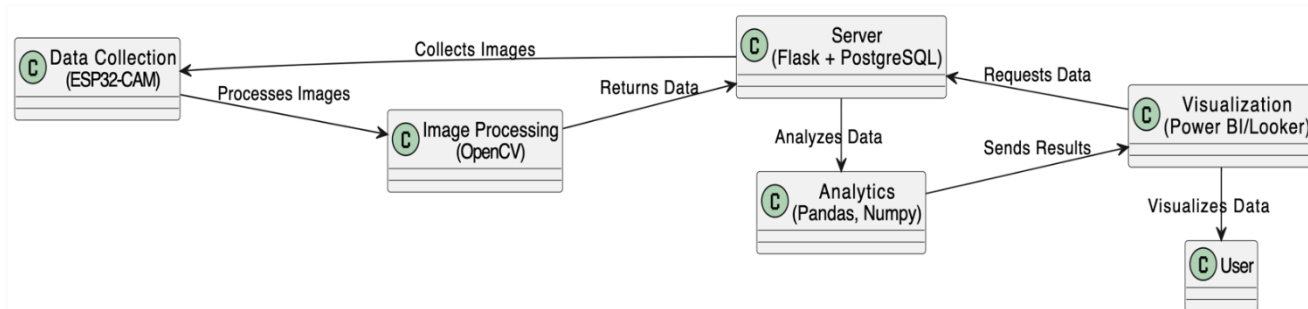 Data Collection
(ESP32-CAM)
Collects Images
Processes Images
Image Processing
(OpenCV)
Returns Data
Server
(Flask + PostgreSQL)
Analyzes Data
Analytics
(Pandas, Numpy)
Requests Data
Sends Results
Visualization
(Power BI/Looker)
Visualizes Data
User
C
C
C
C
C
C